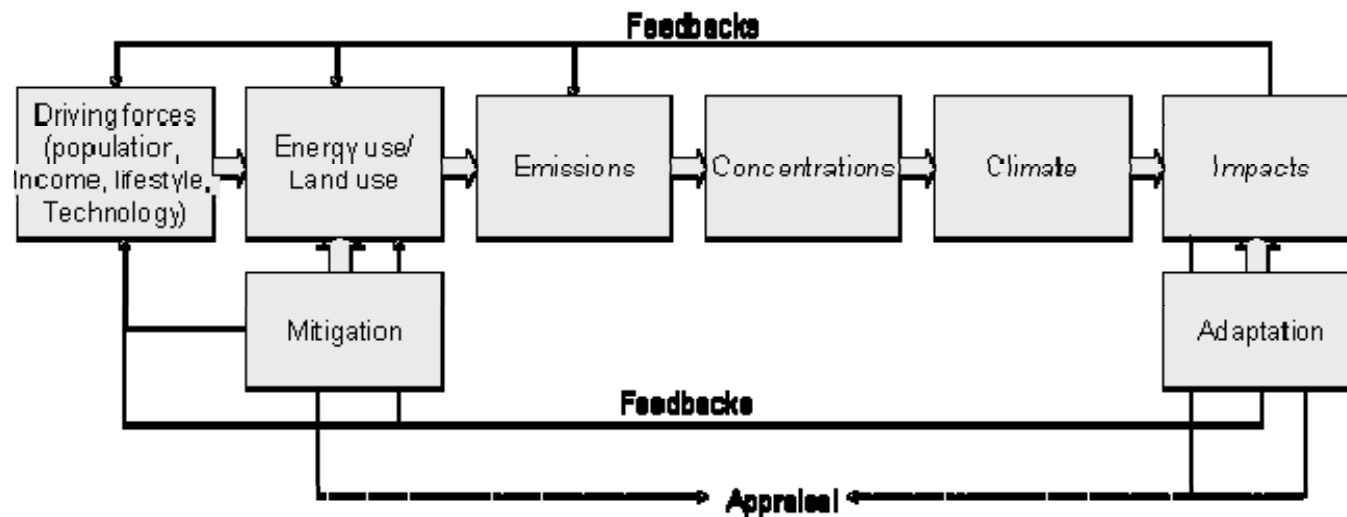 Feedbacks
Driving forces
(population,
Income, lifestyle,
Technology)
Energy use/
Land use
Emissions
Concentrations
Climate
Impacts
Mitigation
Adaptation
Feedbacks
Appraisal